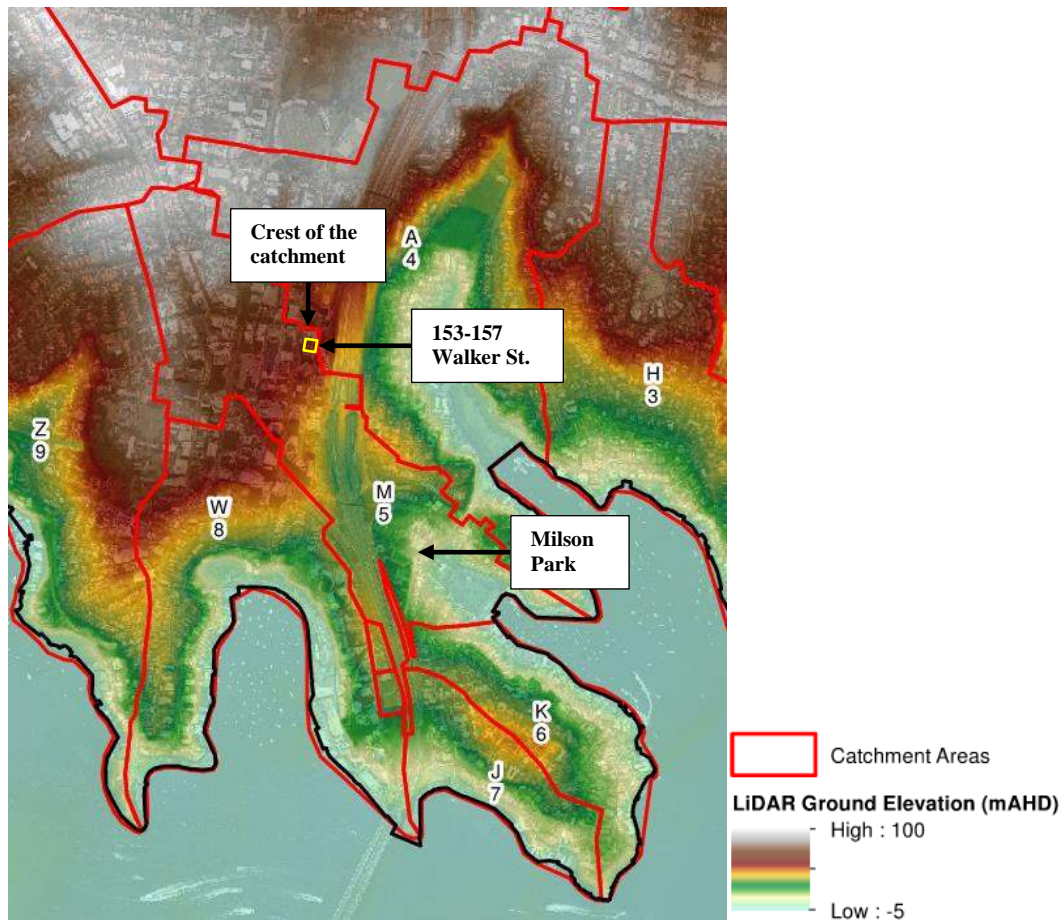 Crest of the
catchment
A
4
153-157
Walker St.
H
3
Z
9
M
5
W
8
Milson
Park
K
6
J
7
Catchment Areas
LiDAR Ground Elevation (mAHD)
High : 100
Low : -5